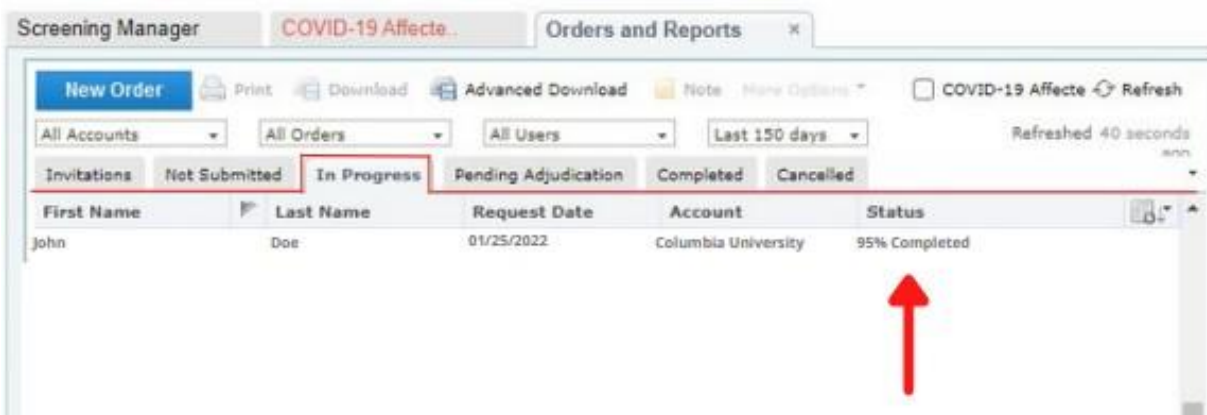 Screening Manager COVID-19 Affecte.. Orders and Reports ×
New Order Print Download Advanced Download Note More Options COVID-19 Affecte Refresh
All Accounts All Orders All Users Last 150 days Refreshed 40 seconds
ago
Invitations Not Submitted In Progress Pending Adjudication Completed Cancelled
First Name Last Name Request Date Account Status
John Doe 01/25/2022 Columbia University 95% Completed